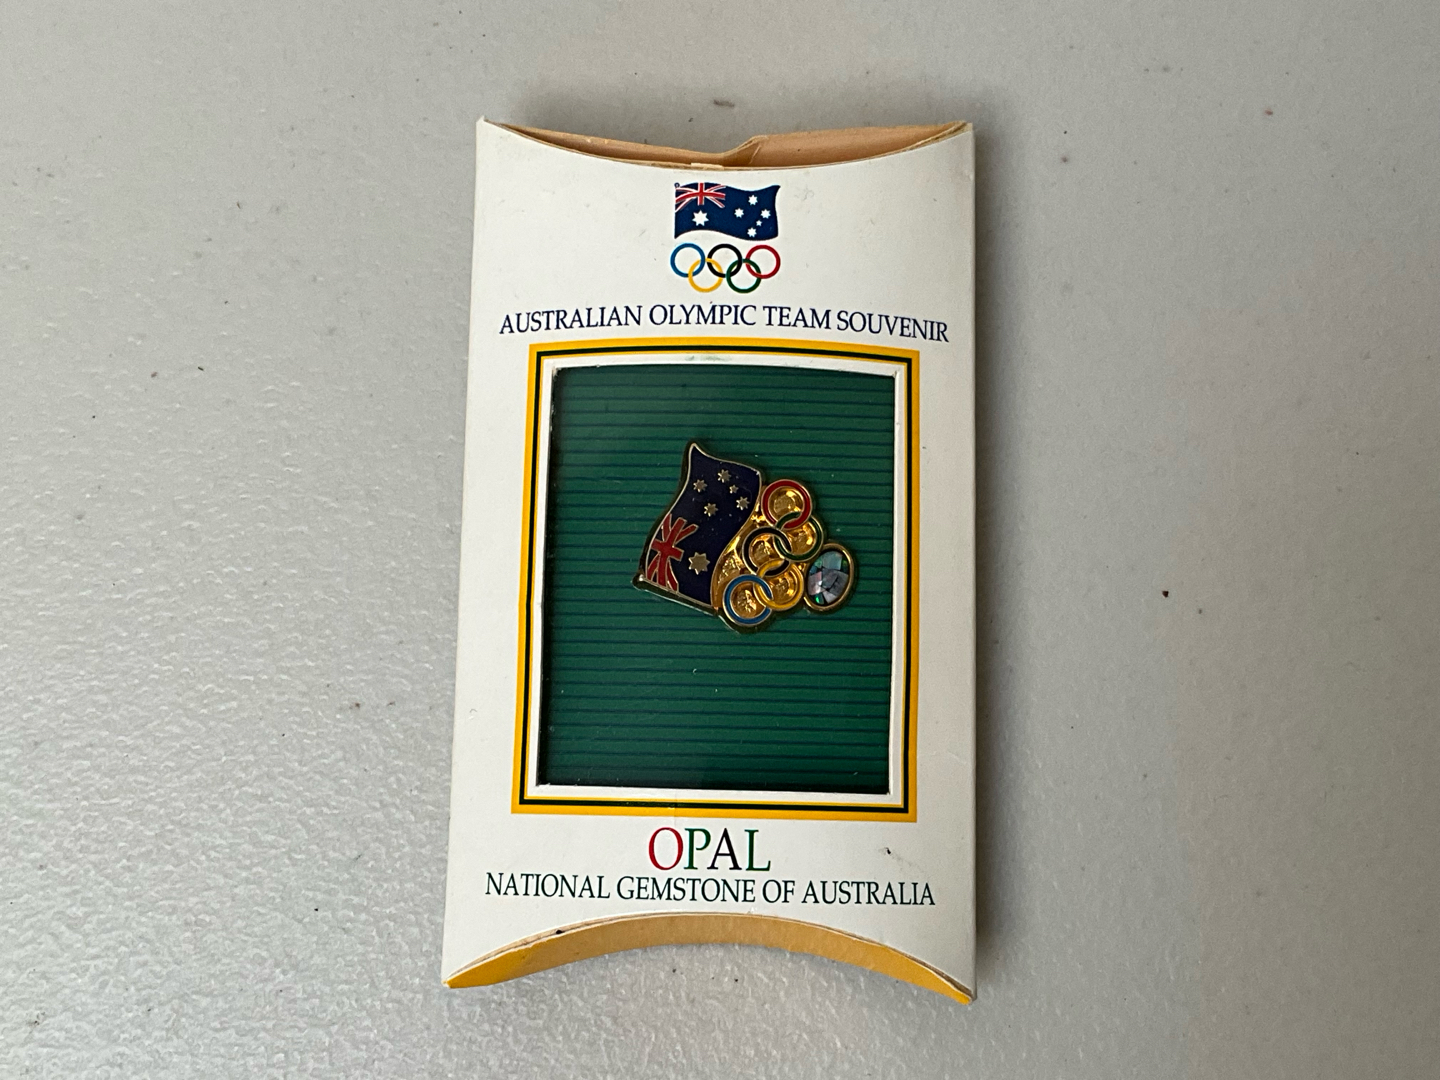 AUSTRALIAN OLYMPIC TEAM SOUVENIR
OPAL
NATIONAL GEMSTONE OF AUSTRALIA